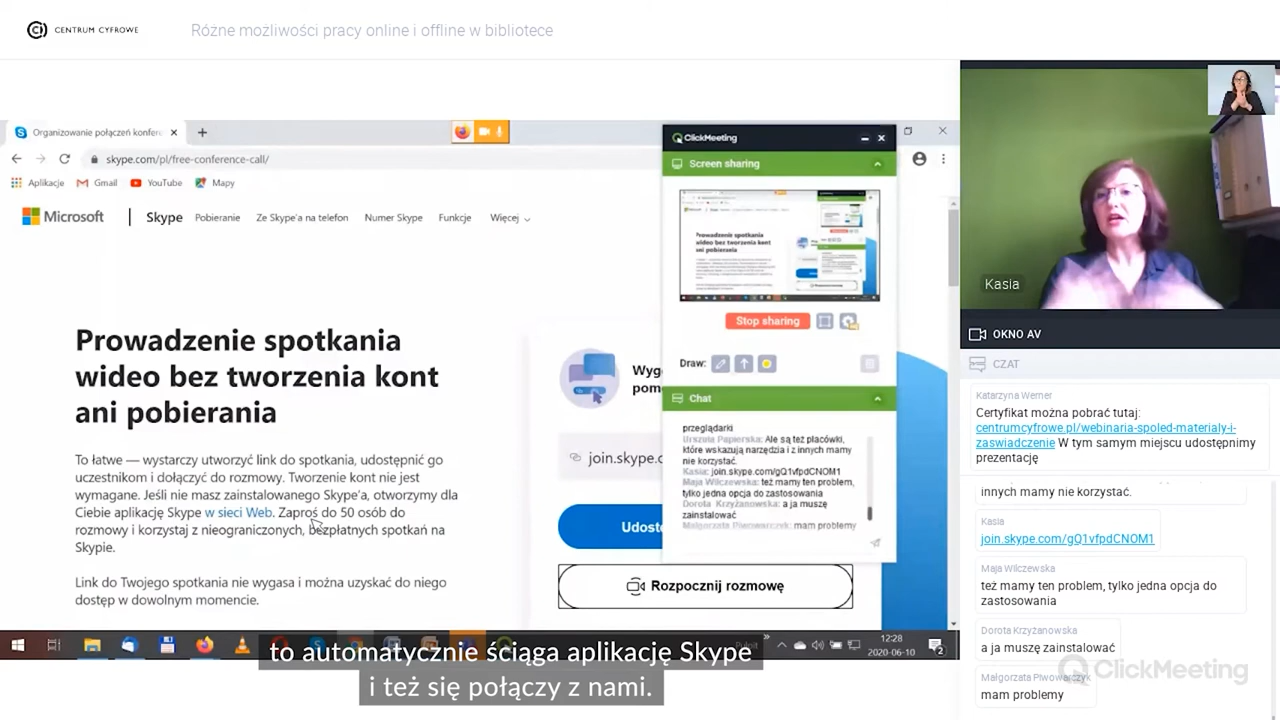 CENTRUM CYFROWE
Różne mozliwości pracy online i offline w bibliotece
Organizowanie połączeń konfere
skype.com/pl/free-conference-call/
Aplikacje
Gmail
YouTube
Mapy
Microsoft
Skype
Pobieranie
Ze Skype'a na telefon
Numer Skype
Funkcje
Więcej
Prowadzenie spotkania
wideo bez tworzenia kont
ani pobierania
To łatwe — wystarczy utworzyć link do spotkania, udostępnić go
uczestnikom i dołączyć do rozmowy. Tworzenie kont nie jest
wymagane. Jeśli nie masz zainstalowanego Skype'a, otworzymy dla
Ciebie aplikację Skype w sieci Web. Zaproś do 50 osób do
rozmowy i korzystaj z nieograniczonych, bezpłatnych spotkań na
Skypie.
Link do Twojego spotkania nie wygasa i można uzyskać do niego
dostęp w dowolnym momencie.
join.skype.c
Rozpocznij rozmowę
ClickMeeting
Screen sharing
Stop sharing
Draw:
Chat
przeglądarki
Urszula Papierska: Ale są też placówki,
które wskazują narzędzia i z innych mamy
nie korzystać.
Kasia: join.skype.com/gQ1vfpdCNOM1
Maja Wilczewska: też mamy ten problem,
tylko jedna opcja do zastosowania
Dorota Krzyżanowska: a ja muszę
zainstalować
Małgorzata Piwowarczyk: mam problemy
12:28
2020-06-10
to automatycznie ściąga aplikację Skype
i też się połączy z nami.
Kasia
OKNO AV
CZAT
Katarzyna Werner
Certyfikat można pobrać tutaj:
centrumcyfrowe.pl/webinaria-spoled-materialy-i-
zaswiadczenie W tym samym miejscu udostępnimy
prezentację
innych mamy nie korzystać.
Kasia
join.skype.com/gQ1vfpdCNOM1
Maja Wilczewska
też mamy ten problem, tylko jedna opcja do
zastosowania
Dorota Krzyżanowska
a ja muszę zainstalować
Małgorzata Piwowarczyk
mam problemy
ClickMeeting